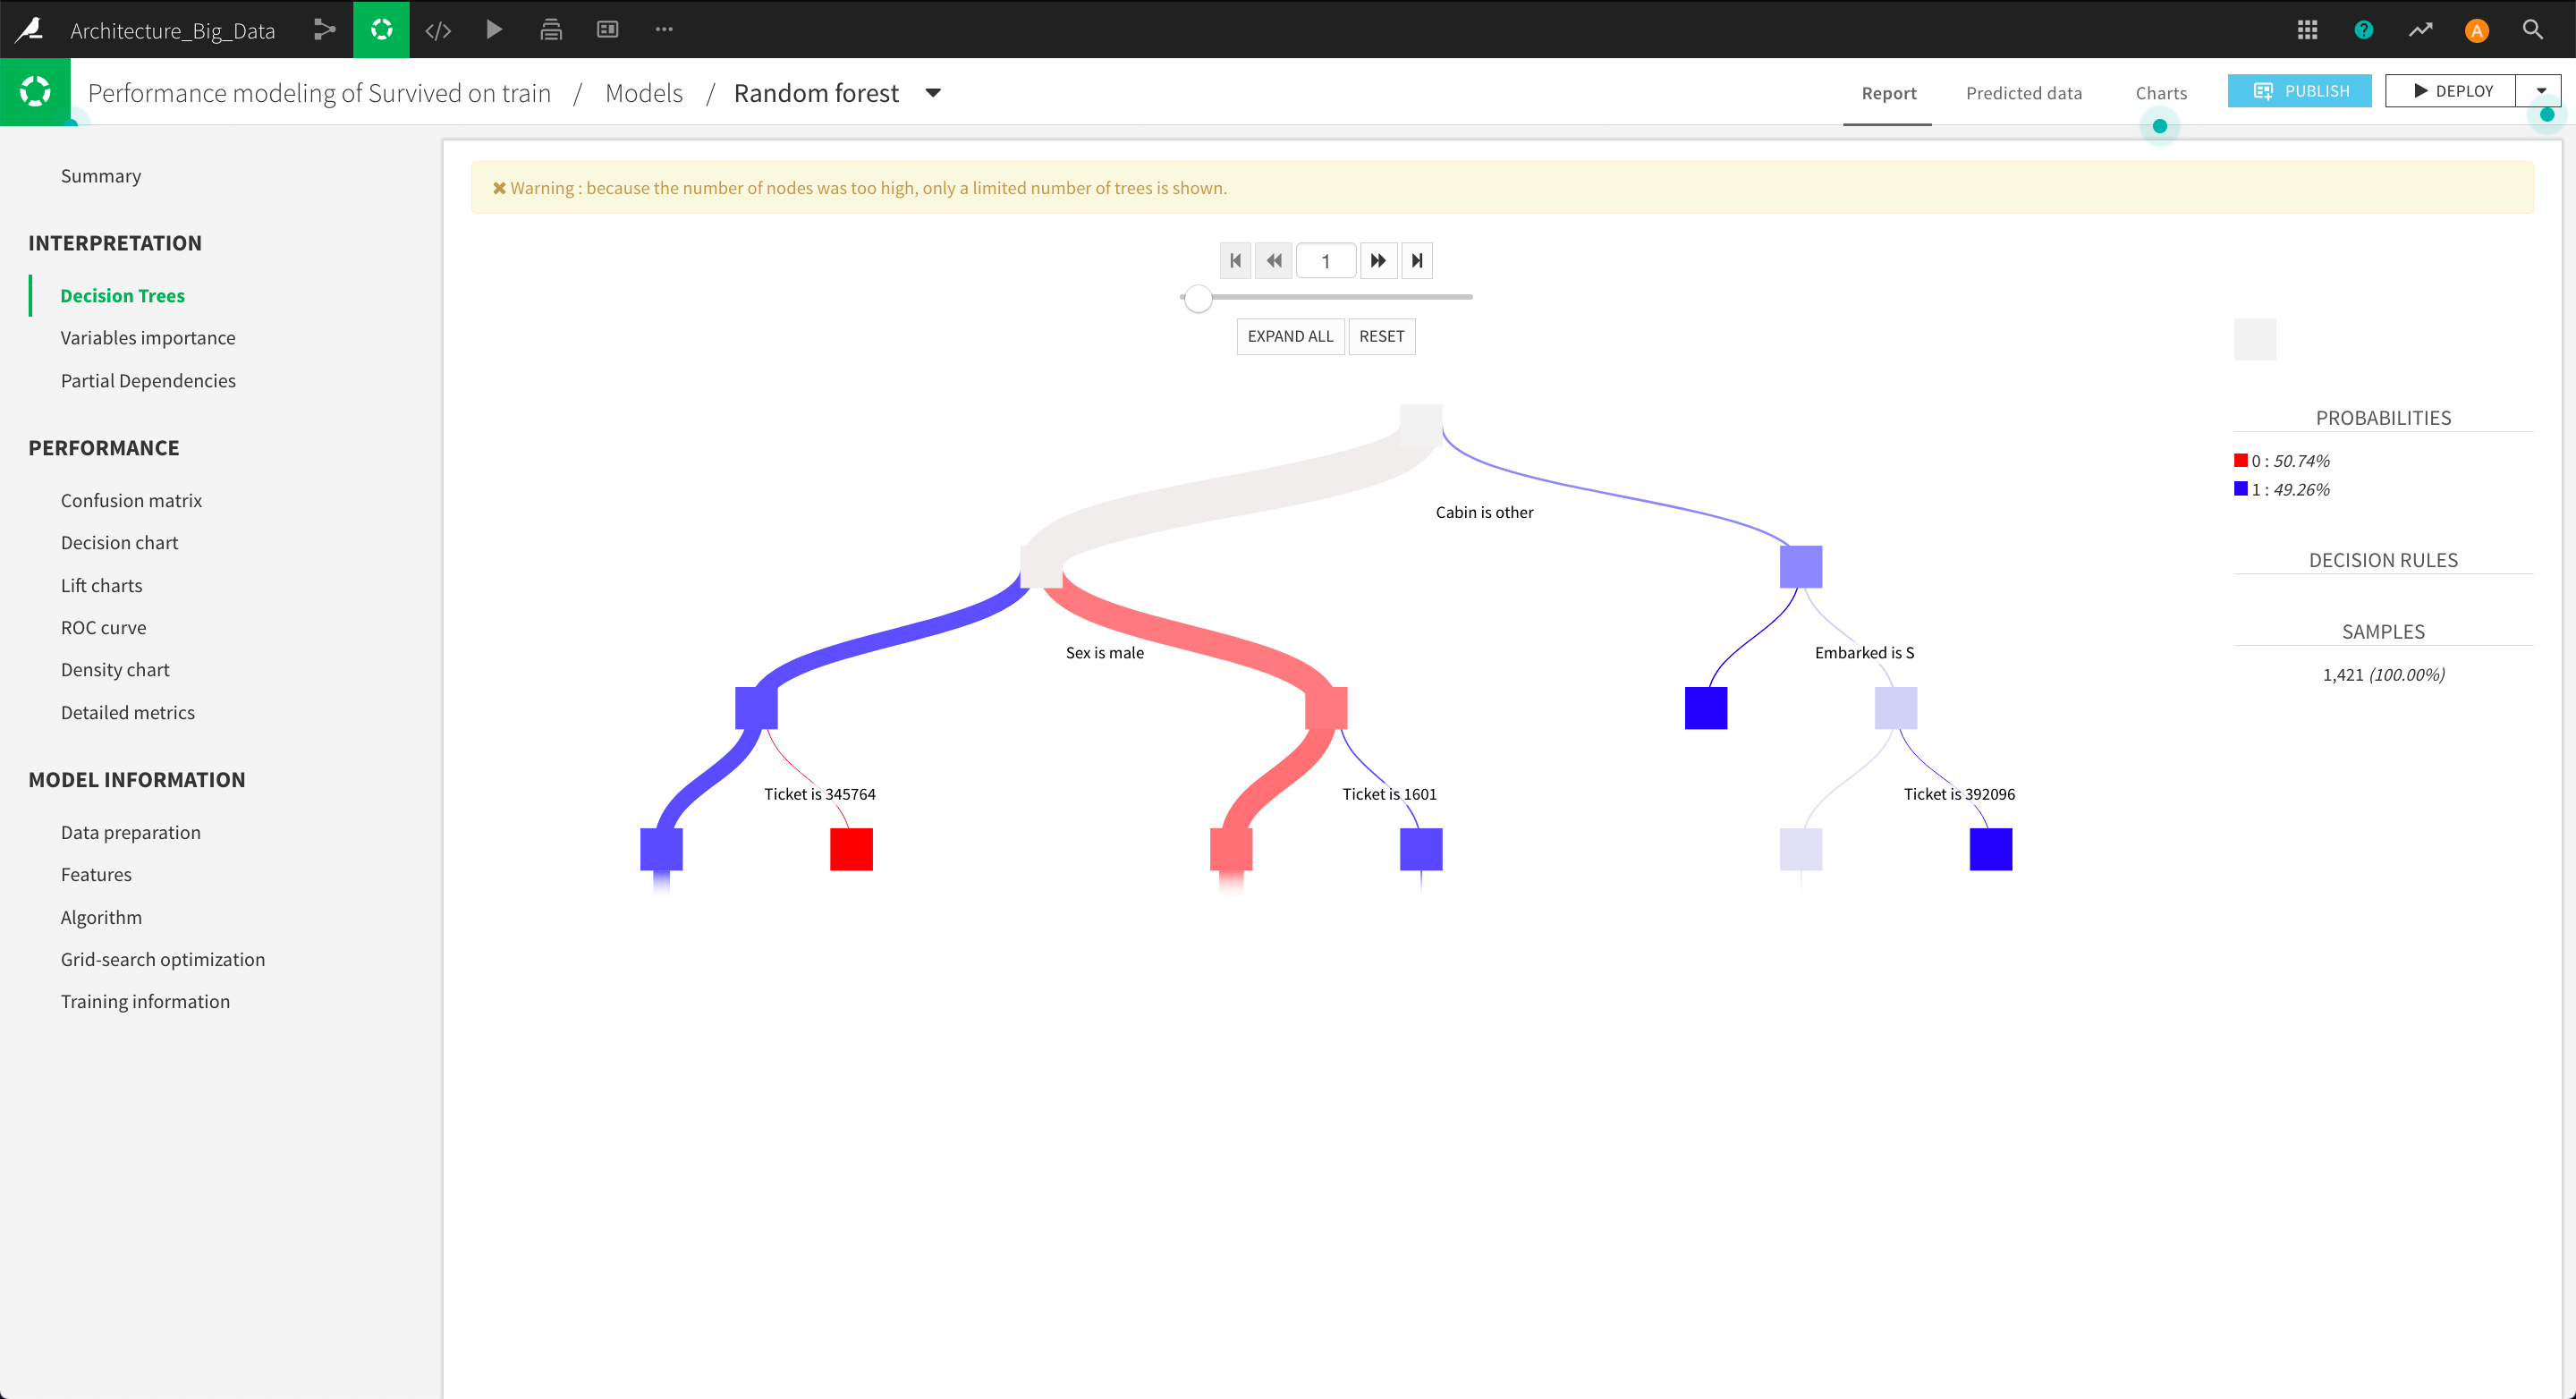 Architecture_Big_Data
?
A
Performance modeling of Survived on train / Models / Random forest
Report
Predicted data
Charts
PUBLISH
DEPLOY
Summary
INTERPRETATION
Decision Trees
Variables importance
Partial Dependencies
PERFORMANCE
Confusion matrix
Decision chart
Lift charts
ROC curve
Density chart
Detailed metrics
MODEL INFORMATION
Data preparation
Features
Algorithm
Grid-search optimization
Training information
Warning : because the number of nodes was too high, only a limited number of trees is shown.
1
EXPAND ALL
RESET
Cabin is other
Sex is male
Embarked is S
Ticket is 345764
Ticket is 1601
Ticket is 392096
PROBABILITIES
0 : 50.74%
1 : 49.26%
DECISION RULES
SAMPLES
1,421 (100.00%)